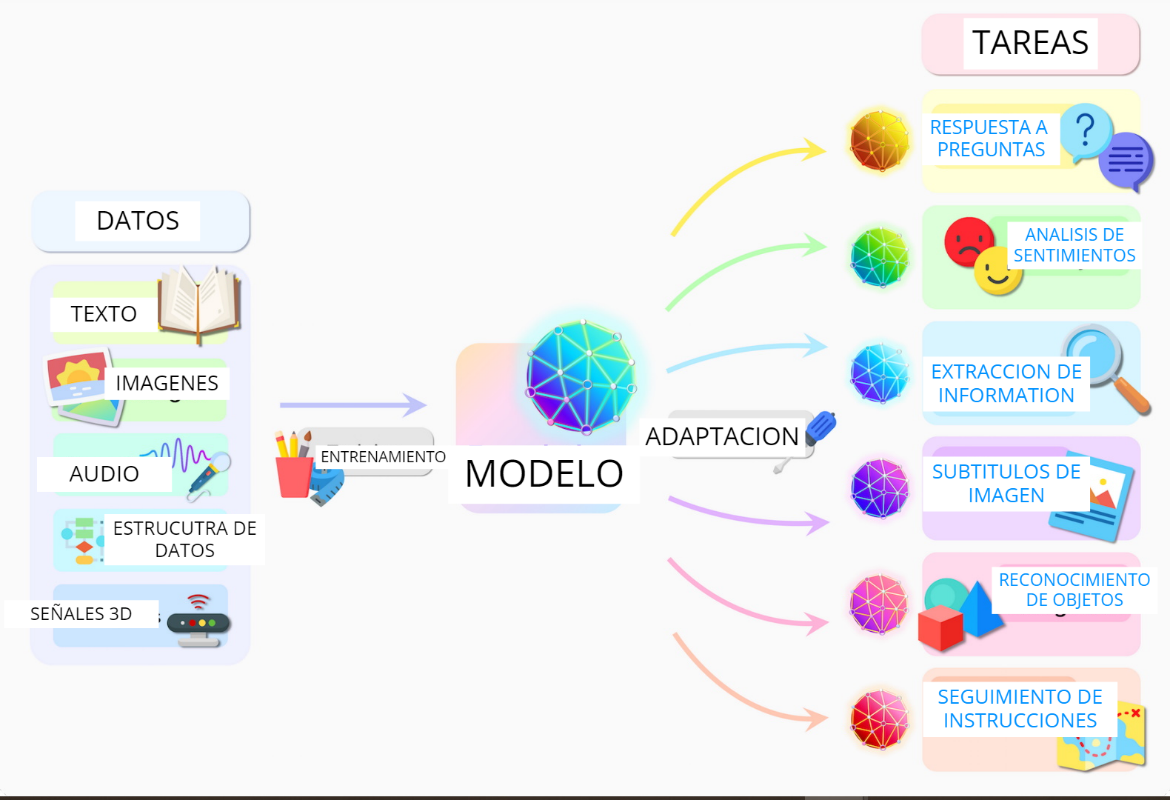 TAREAS
RESPUESTA A
PREGUNTAS
ANALISIS DE
SENTIMIENTOS
DATOS
TEXTO
IMAGENES
AUDIO
ESTRUCUTRA DE
DATOS
SEÑALES 3D
ENTRENAMIENTO
MODELO
ADAPTACION
EXTRACCION DE
INFORMATION
SUBTITULOS DE
IMAGEN
RECONOCIMIENTO
DE OBJETOS
SEGUIMIENTO DE
INSTRUCCIONES